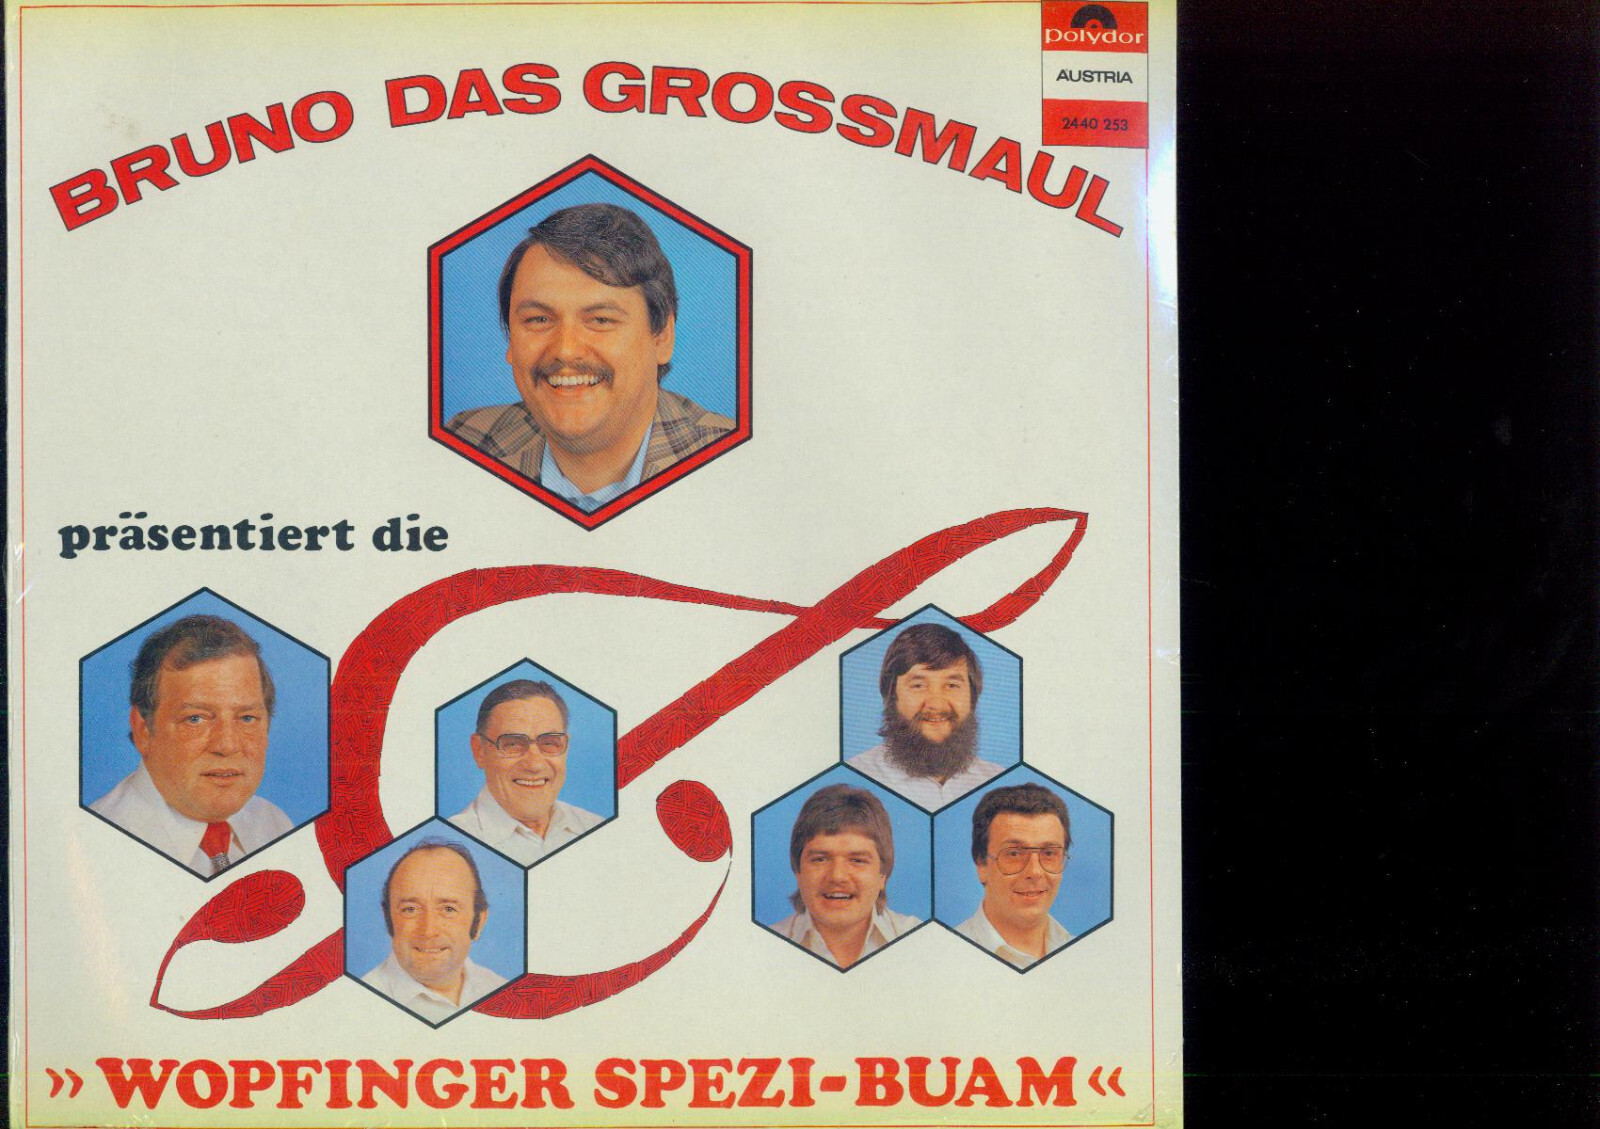 polydor
AUSTRIA
2440 253
BRUNO DAS GROSSMAUL
präsentiert die
»WOPFINGER SPEZI-BUAM«